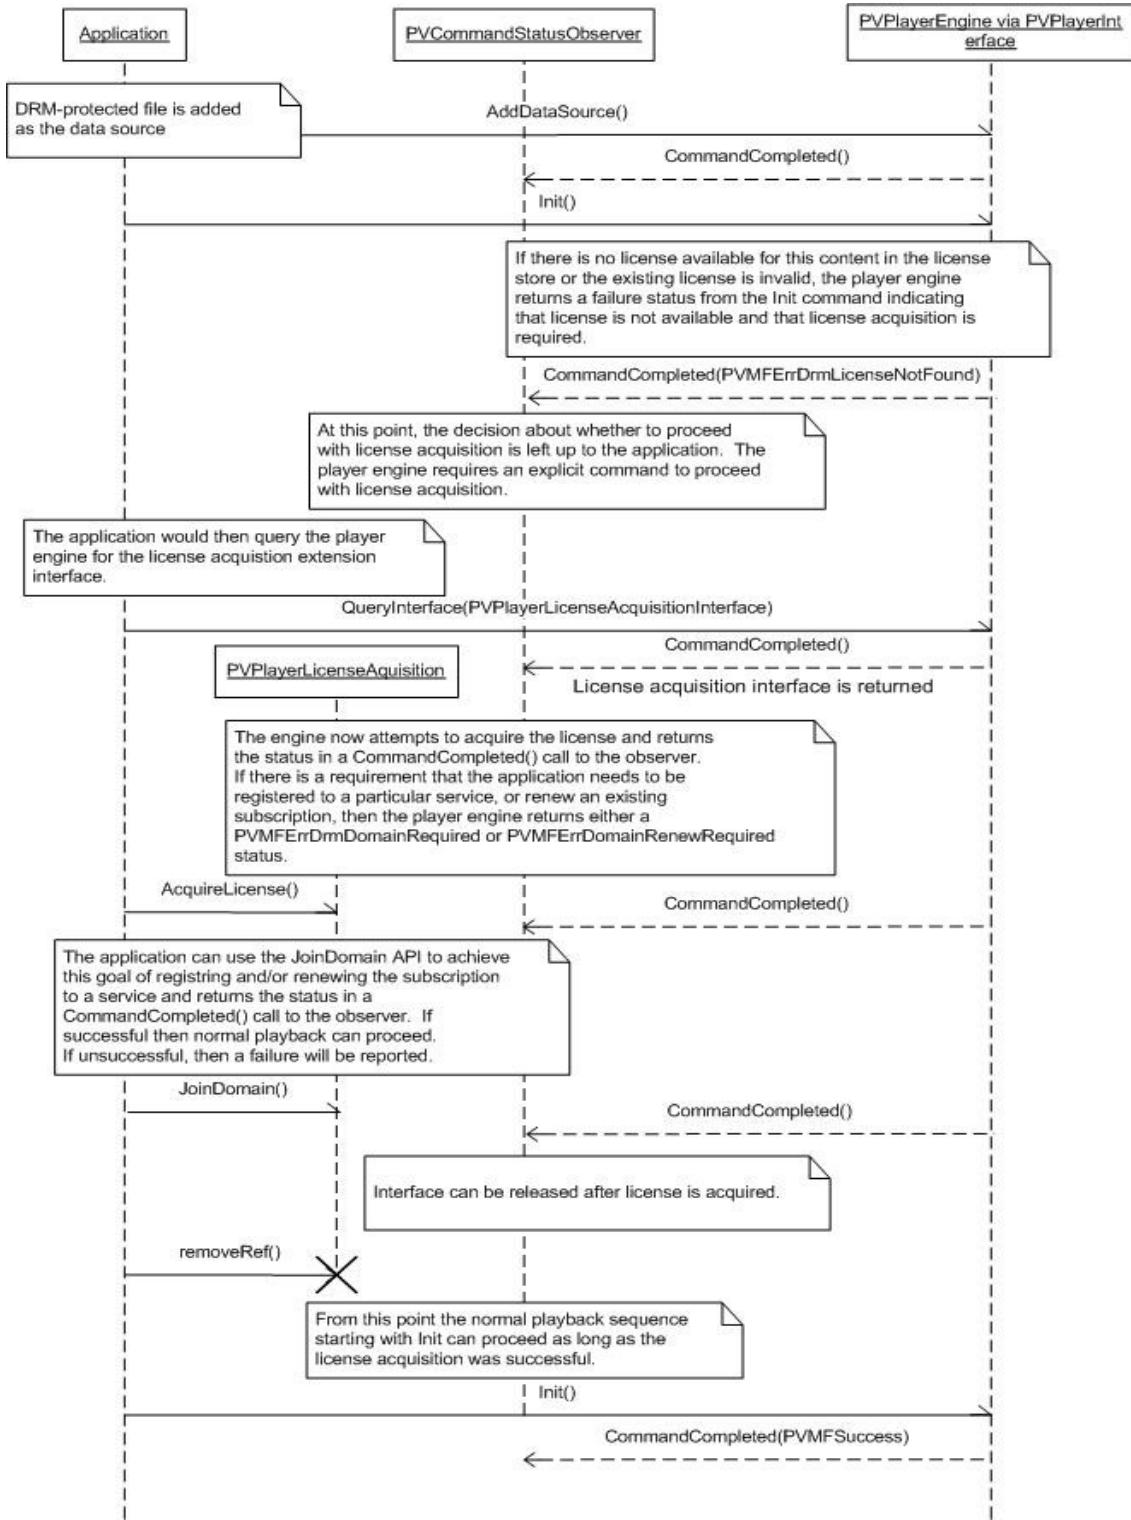 Application
PVCommandStatusObserver
PVPlayerEngine via PVPlayerInt
erface
DRM-protected file is added
as the data source
AddDataSource()
CommandCompleted()
Init()
If there is no license available for this content in the license
store or the existing license is invalid, the player engine
returns a failure status from the Init command indicating
that license is not available and that license acquisition is
required.
CommandCompleted(PVMFErrDrmLicenseNotFound)
At this point, the decision about whether to proceed
with license acquisition is left up to the application. The
player engine requires an explicit command to proceed
with license acquisition.
The application would then query the player
engine for the license acquistion extension
interface.
QueryInterface(PVPlayerLicenseAcquisitionInterface)
CommandCompleted()
PVPlayerLicenseAquisition
License acquisition interface is returned
The engine now attempts to acquire the license and returns
the status in a CommandCompleted() call to the observer.
If there is a requirement that the application needs to be
registered to a particular service, or renew an existing
subscription, then the player engine returns either a
PVMFErrDrmDomainRequired or PVMFErrDomainRenewRequired
status.
AcquireLicense()
CommandCompleted()
The application can use the JoinDomain API to achieve
this goal of registring and/or renewing the subscription
to a service and returns the status in a
CommandCompleted() call to the observer. If
successful then normal playback can proceed.
If unsuccessful, then a failure will be reported.
JoinDomain()
CommandCompleted()
Interface can be released after license is acquired.
removeRef()
From this point the normal playback sequence
starting with Init can proceed as long as the
license acquisition was successful.
Init()
CommandCompleted(PVMFSuccess)